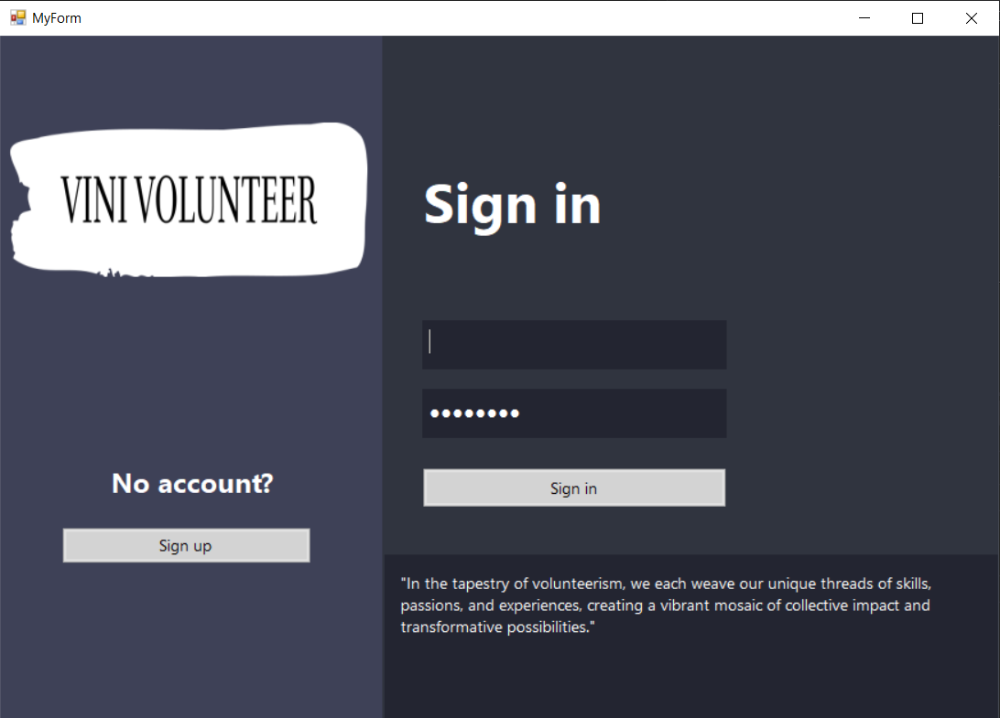 MyForm
VINI VOLUNTEER
No account?
Sign up
Sign in
••••••••
Sign in
"In the tapestry of volunteerism, we each weave our unique threads of skills,
passions, and experiences, creating a vibrant mosaic of collective impact and
transformative possibilities."